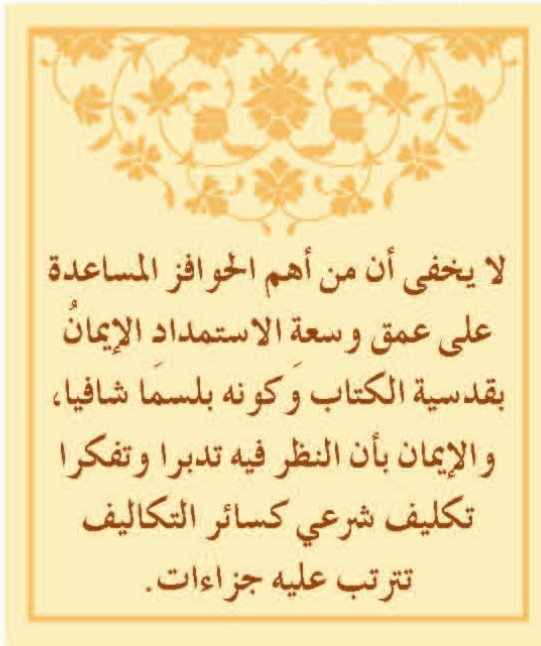 لا يخفى أن من أهم الحوافز المساعدة
على عمق وسعة الاستمداد الإيمانُ
بقدسية الكتاب وَكونه بلسمَا شافيا،
والإيمان بأن النظر فيه تدبرا وتفكرا
تكليف شرعي كسائر التكاليف
تترتب عليه جزاءات.